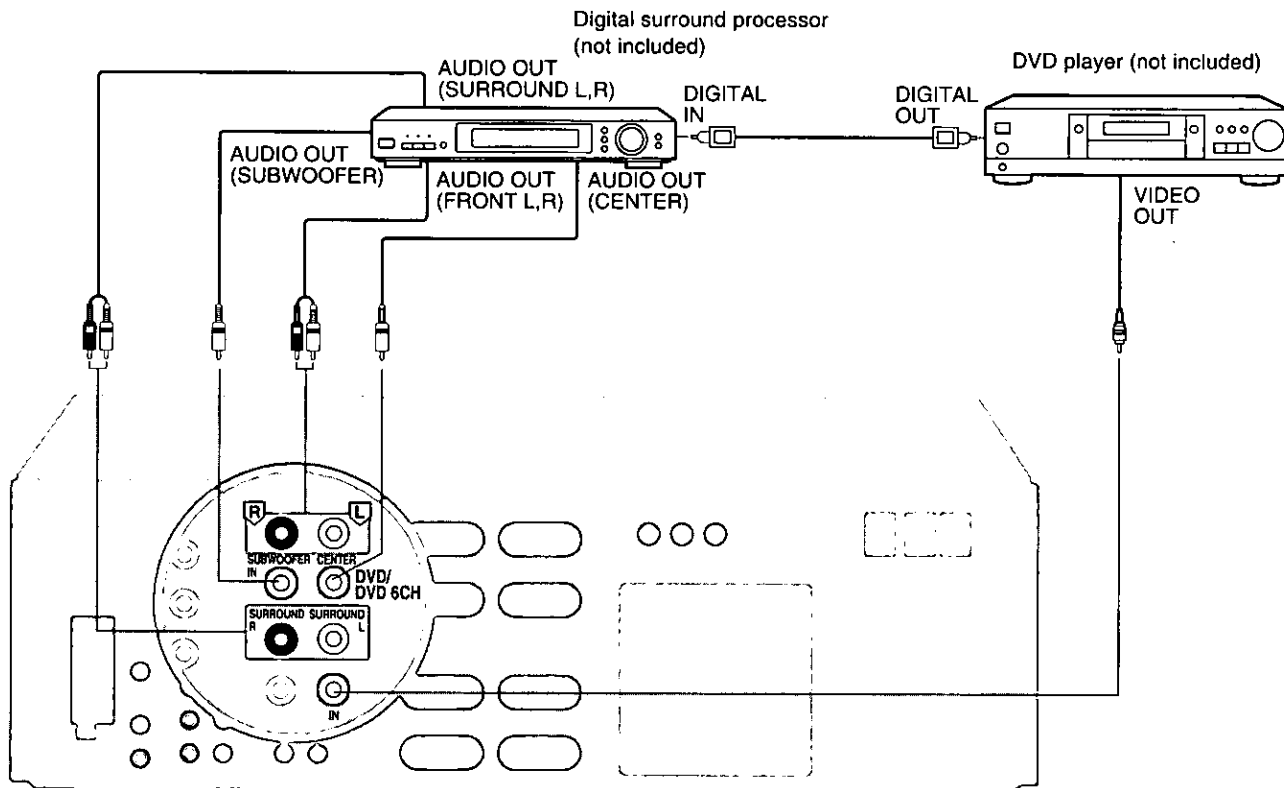 Digital surround processor
(not included)
DVD player (not included)
AUDIO OUT
(SURROUND L,R)
DIGITAL
IN
DIGITAL
OUT
AUDIO OUT
(SUBWOOFER)
AUDIO OUT
(FRONT L,R)
AUDIO OUT
(CENTER)
VIDEO
OUT
R
L
SUBWOOFER
CENTER
IN
DVD/
DVD 6CH
SURROUND
R
SURROUND
L
IN